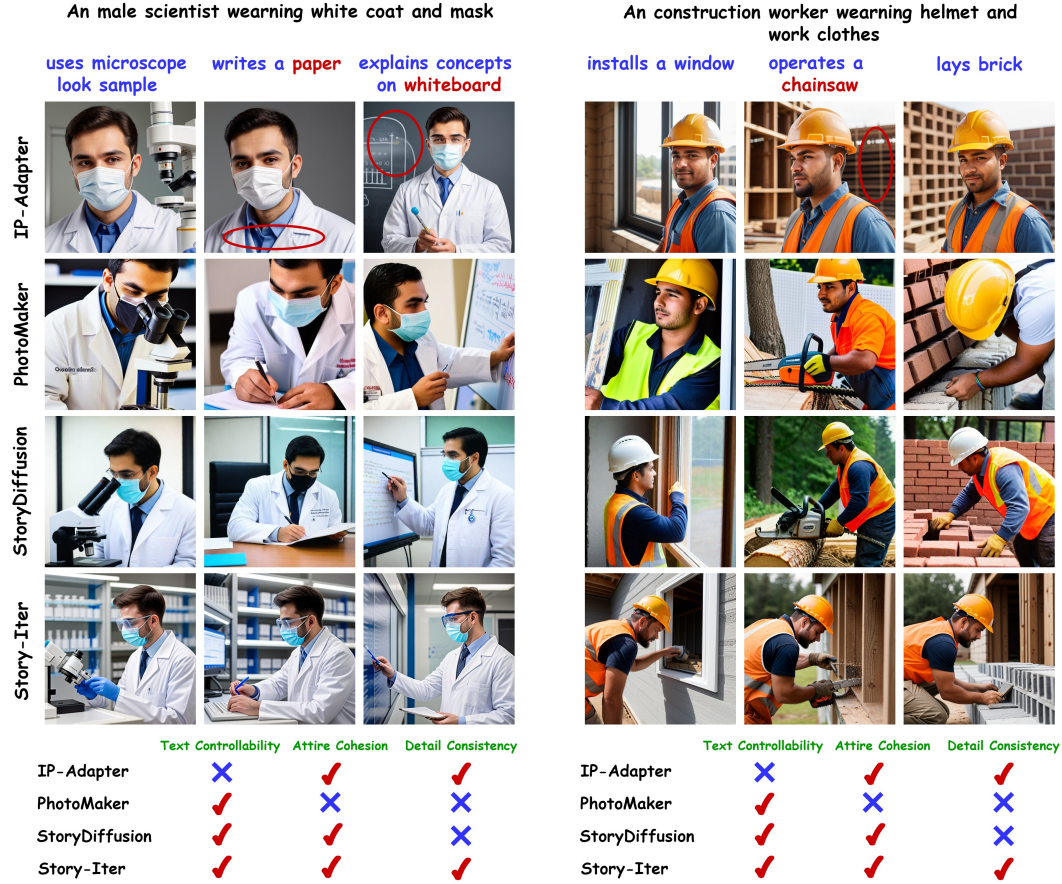 An male scientist wearning white coat and mask
uses microscope
look sample
writes a paper
explains concepts
on whiteboard
IP-Adapter
PhotoMaker
StoryDiffusion
Story-Iter
Text Controllability Attire Cohesion Detail Consistency
IP-Adapter
PhotoMaker
StoryDiffusion
Story-Iter
An construction worker wearning helmet and
work clothes
installs a window
operates a
chainsaw
lays brick
Text Controllability Attire Cohesion Detail Consistency
IP-Adapter
PhotoMaker
StoryDiffusion
Story-Iter